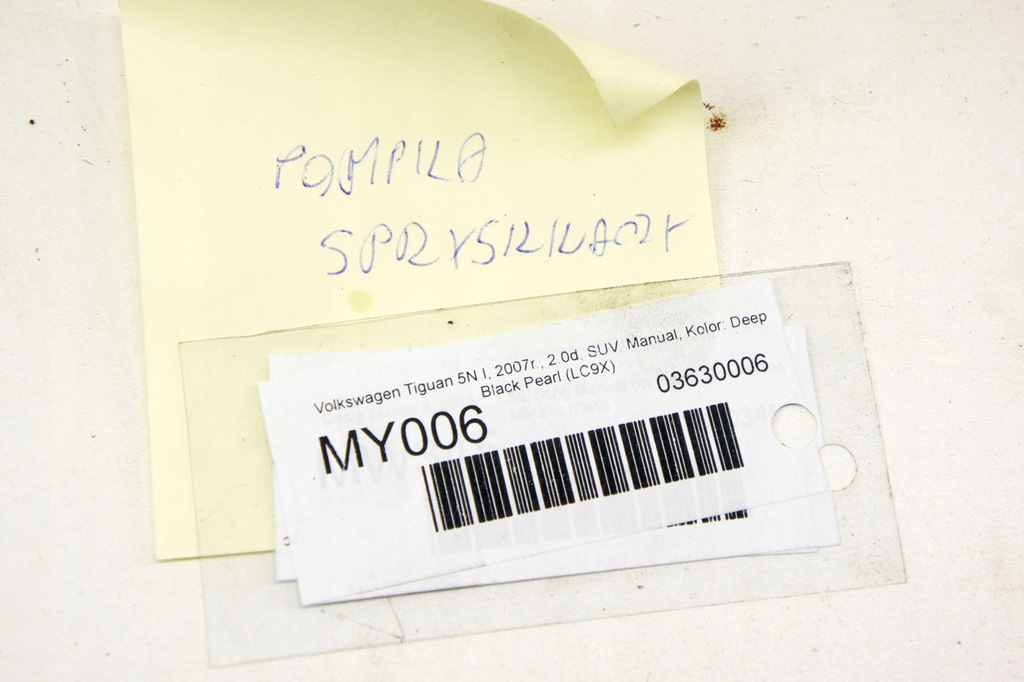 POMPKA
SPRYSKIWACZY
Volkswagen Tiguan 5N I, 2007r., 2.0d, SUV, Manual, Kolor: Deep
Black Pearl (LC9X)
MY006
03630006